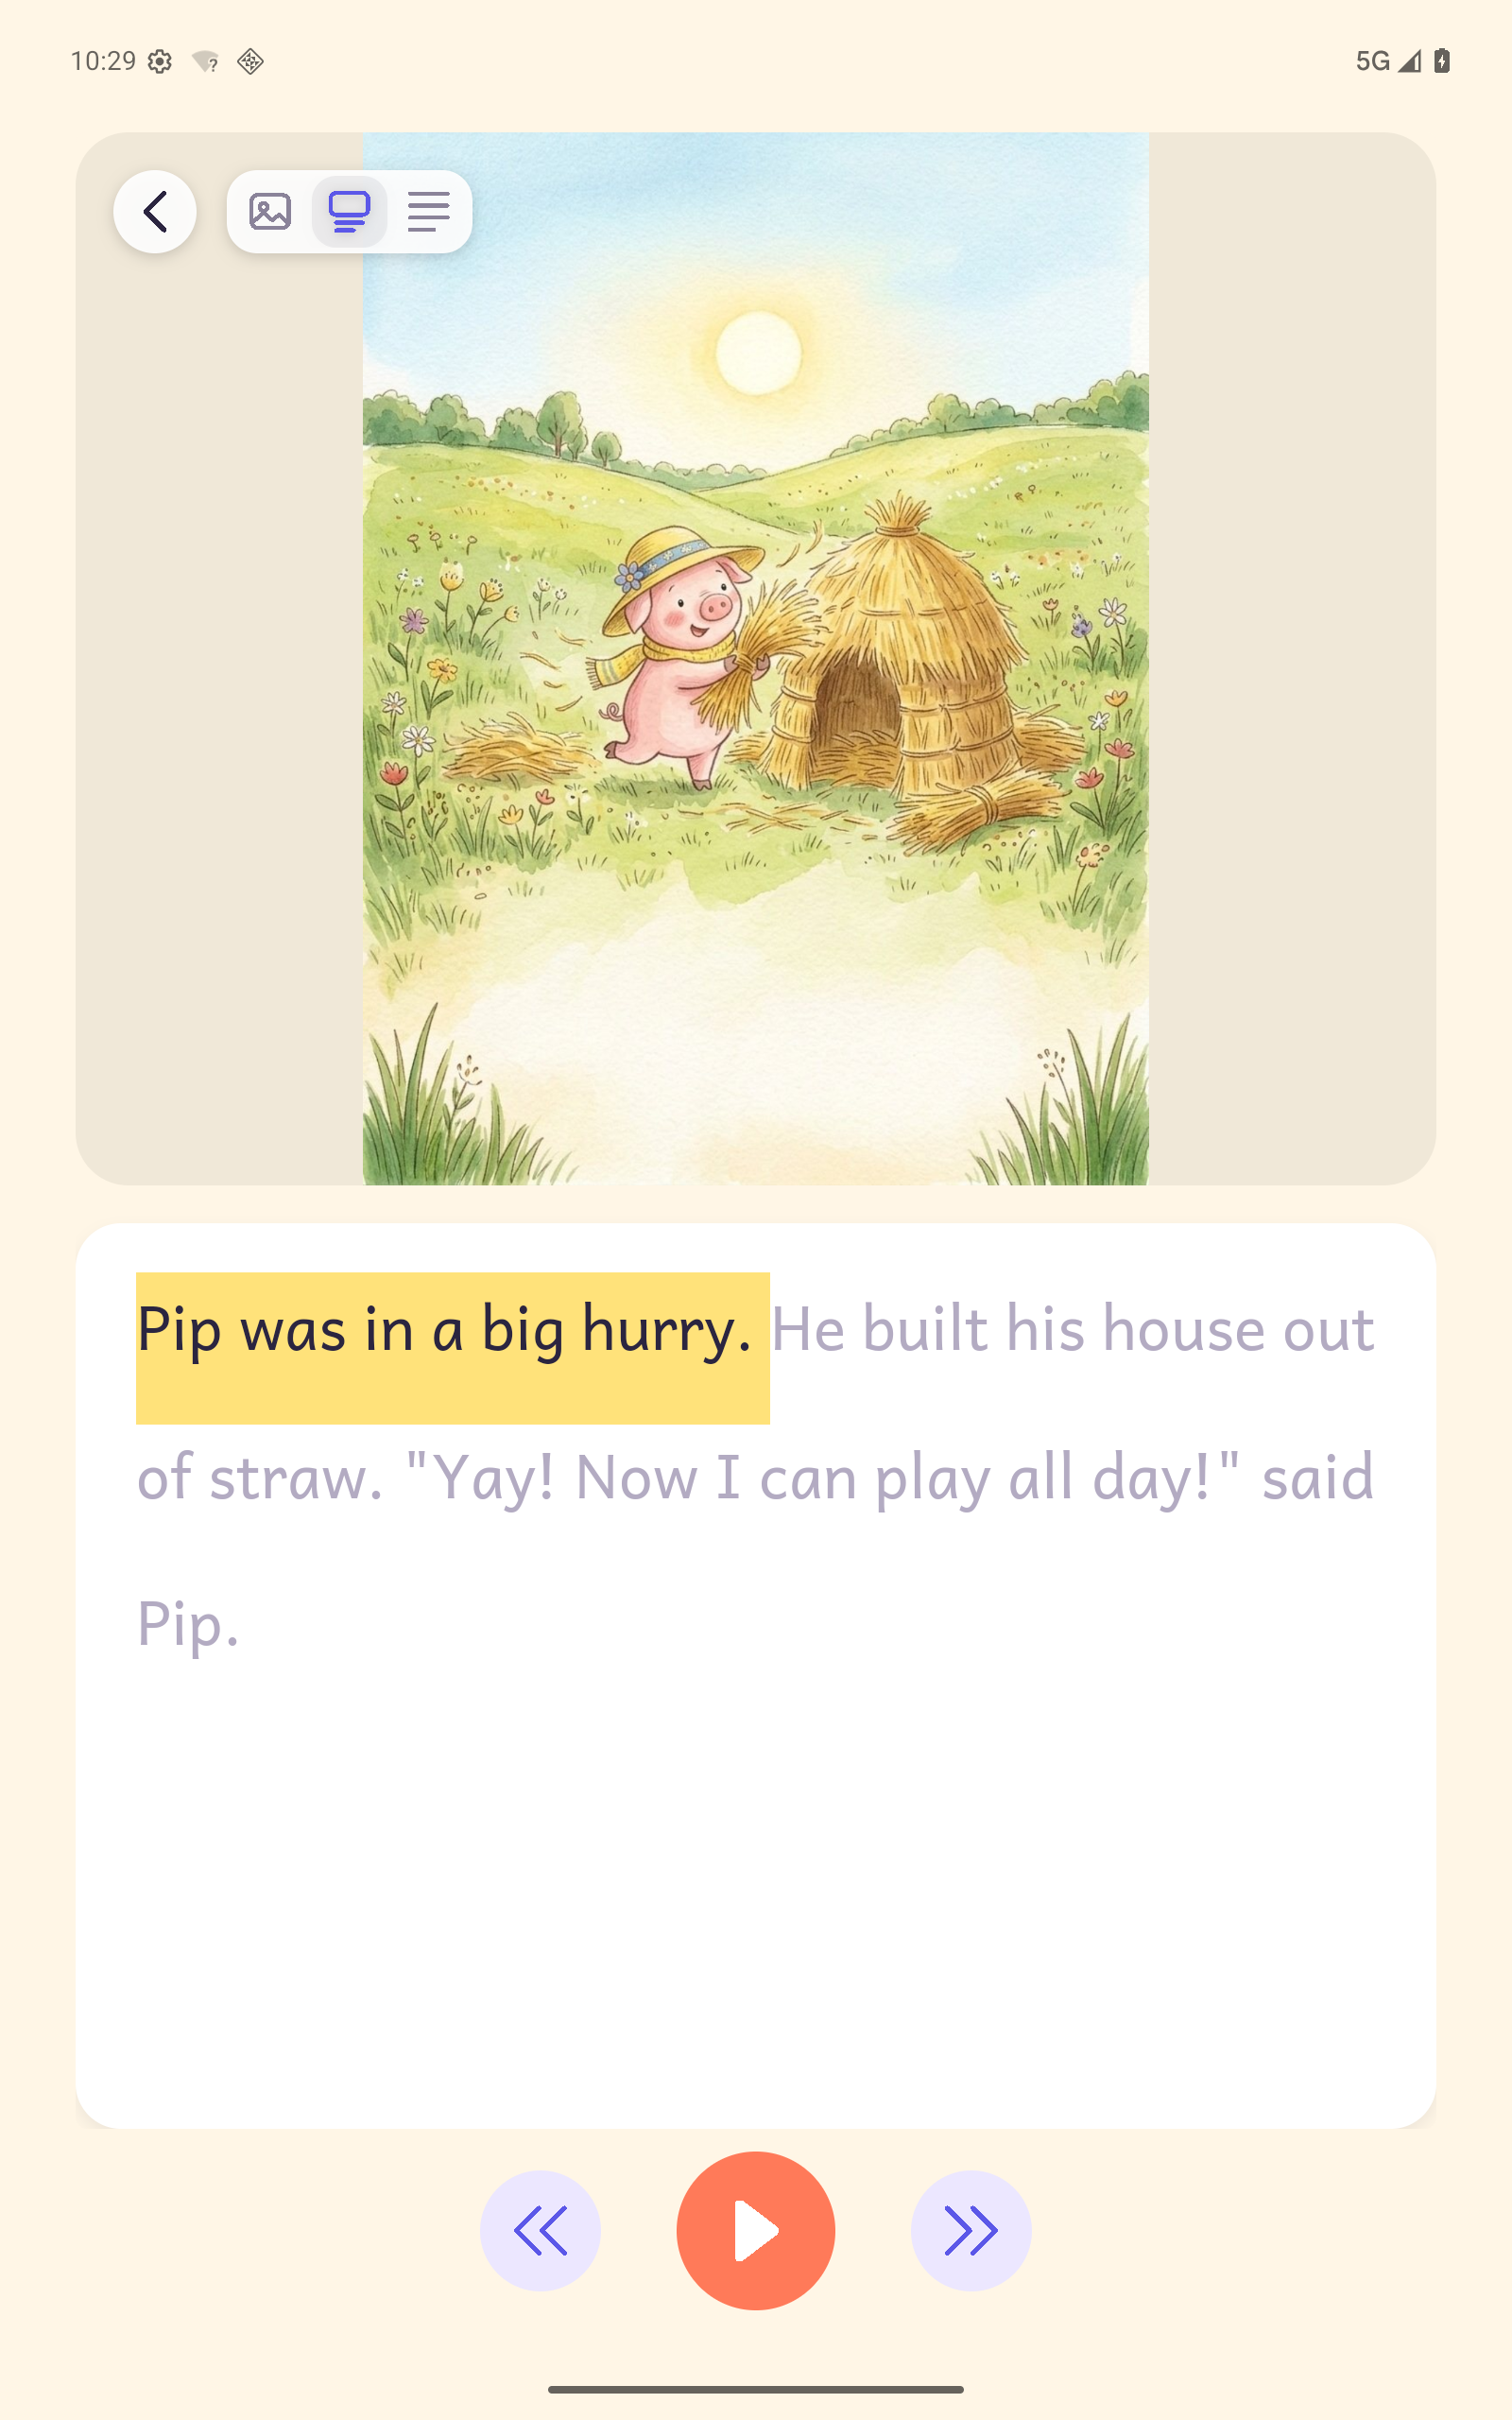 10:29
5G
Pip was in a big hurry. He built his house out
of straw. "Yay! Now I can play all day!" said
Pip.